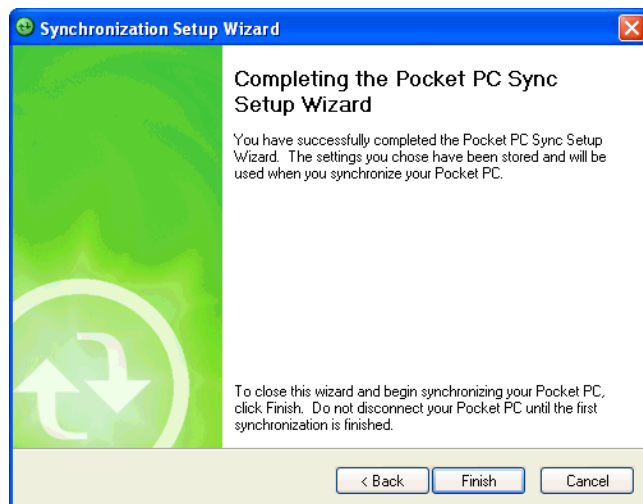 Synchronization Setup Wizard
Completing the Pocket PC Sync
Setup Wizard
You have successfully completed the Pocket PC Sync Setup
Wizard. The settings you chose have been stored and will be
used when you synchronize your Pocket PC.
To close this wizard and begin synchronizing your Pocket PC,
click Finish. Do not disconnect your Pocket PC until the first
synchronization is finished.
< Back Finish Cancel